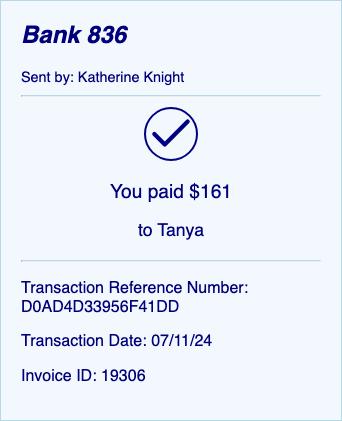 Bank 836
Sent by: Katherine Knight
You paid $161
to Tanya
Transaction Reference Number:
D0AD4D33956F41DD
Transaction Date: 07/11/24
Invoice ID: 19306